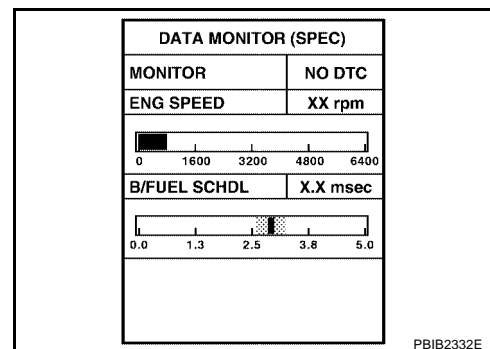 DATA MONITOR (SPEC)
MONITOR NO DTC
ENG SPEED XX rpm
0 1600 3200 4800 6400
B/FUEL SCHDL X.X msec
0.0 1.3 2.5 3.8 5.0
PBIB2332E